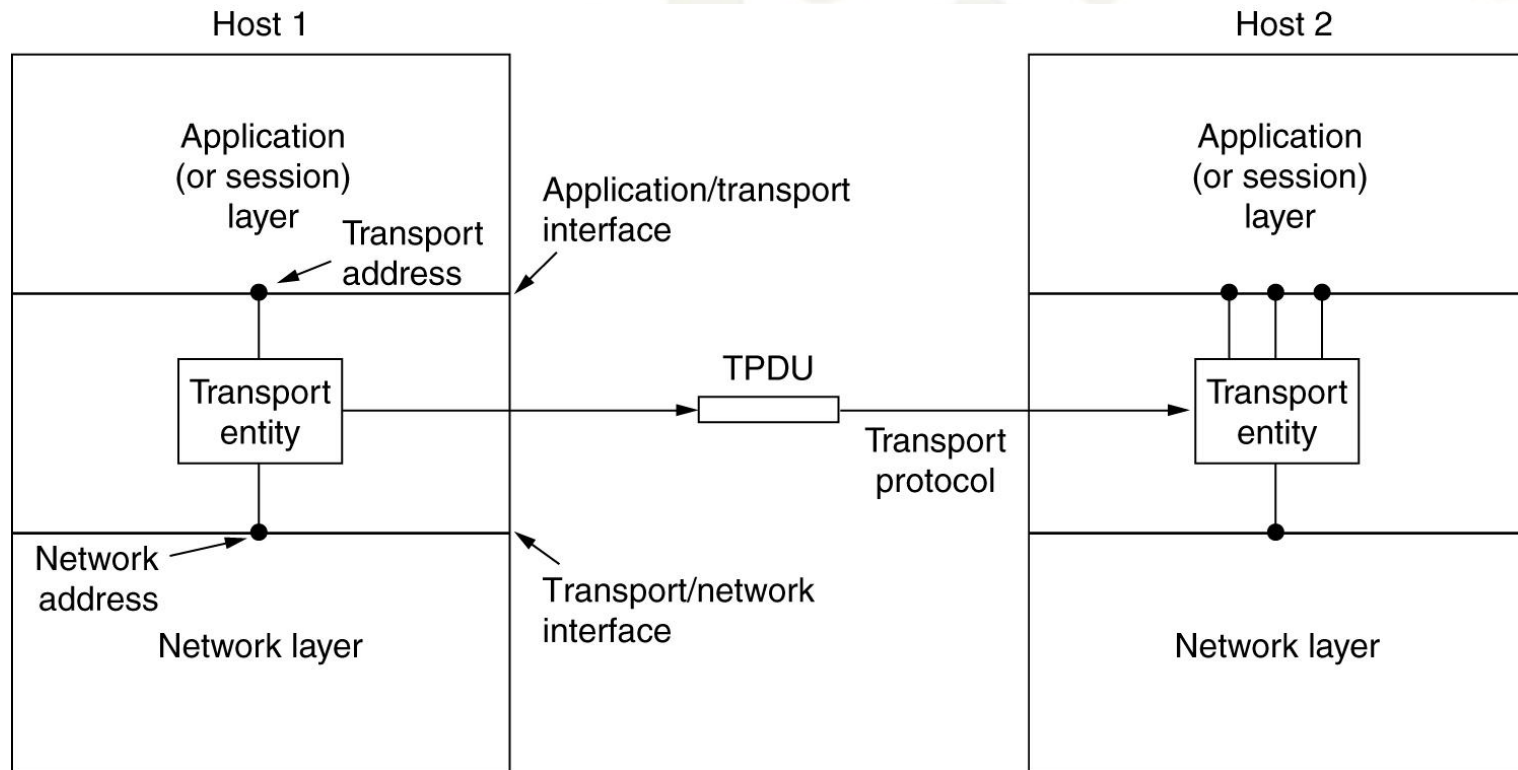 Host 1
Host 2
Application
(or session)
layer
Transport
address
Application/transport
interface
Application
(or session)
layer
Transport
entity
TPDU
Transport
protocol
Transport
entity
Network
address
Transport/network
interface
Network layer
Network layer